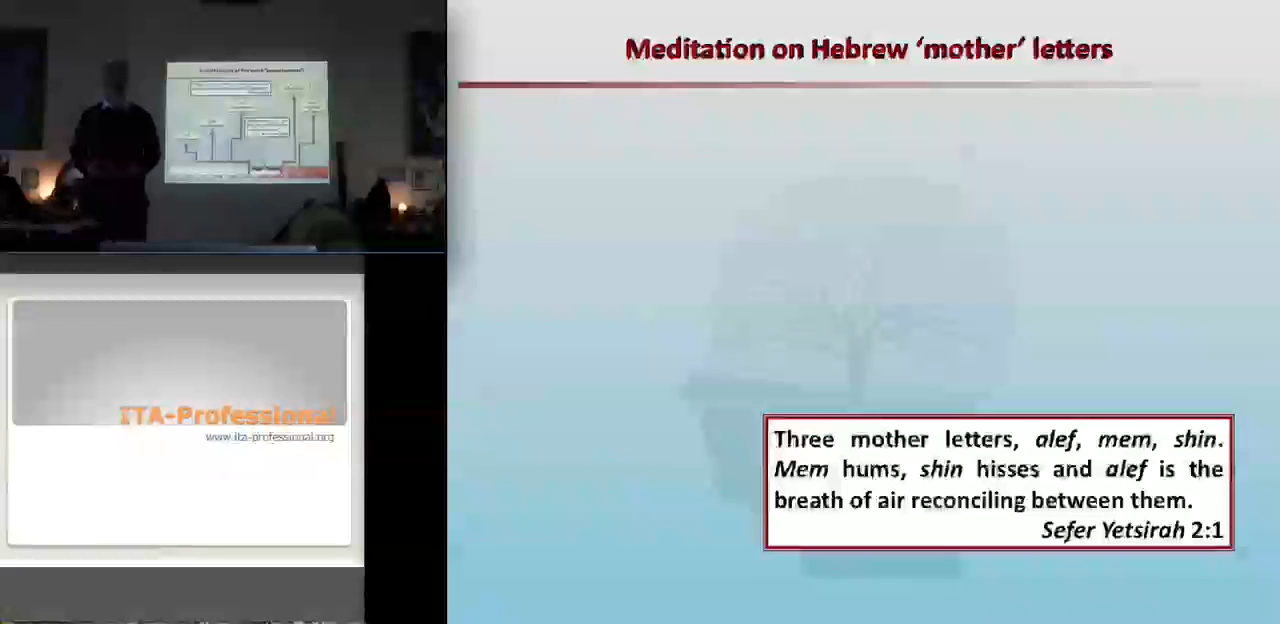 Meditation on Hebrew ‘mother’ letters
Three mother letters, alef, mem, shin.
Mem hums, shin hisses and alef is the
breath of air reconciling between them.
Sefer Yetsirah 2:1
ITA-Professional
www.ita-professional.org